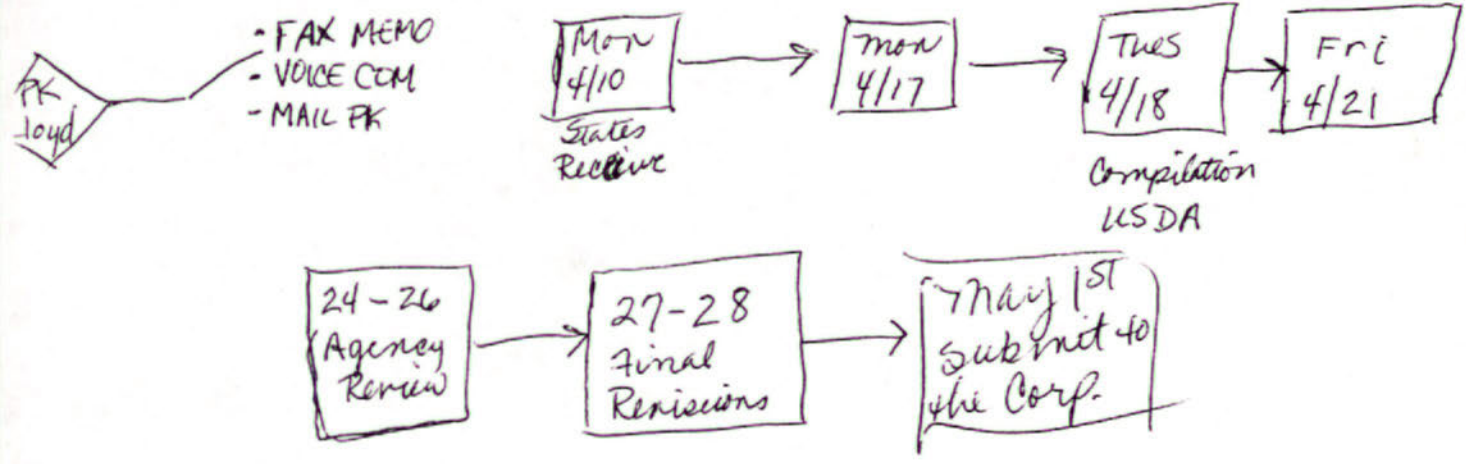 PK
loyd
- FAX MEMO
- VOICE COM
- MAIL PK
Mon
4/10
States
Receive
Mon
4/17
Tues
4/18
Compilation
USDA
Fri
4/21
24-26
Agency
Review
27-28
Final
Revisions
May 1st
Submit to
the Corp.